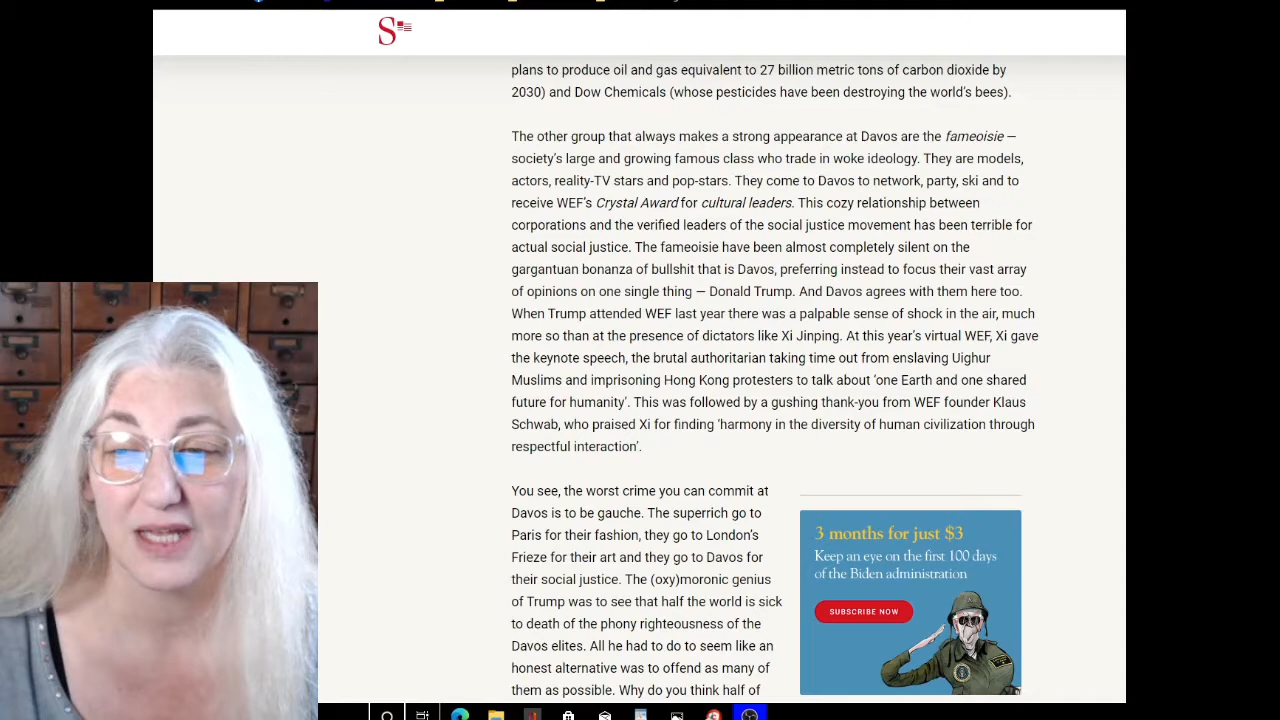 S
plans to produce oil and gas equivalent to 27 billion metric tons of carbon dioxide by
2030) and Dow Chemicals (whose pesticides have been destroying the world's bees).
The other group that always makes a strong appearance at Davos are the fameoisie —
society's large and growing famous class who trade in woke ideology. They are models,
actors, reality-TV stars and pop-stars. They come to Davos to network, party, ski and to
receive WEF's Crystal Award for cultural leaders. This cozy relationship between
corporations and the verified leaders of the social justice movement has been terrible for
actual social justice. The fameoisie have been almost completely silent on the
gargantuan bonanza of bullshit that is Davos, preferring instead to focus their vast array
of opinions on one single thing — Donald Trump. And Davos agrees with them here too.
When Trump attended WEF last year there was a palpable sense of shock in the air, much
more so than at the presence of dictators like Xi Jinping. At this year's virtual WEF, Xi gave
the keynote speech, the brutal authoritarian taking time out from enslaving Uighur
Muslims and imprisoning Hong Kong protesters to talk about 'one Earth and one shared
future for humanity'. This was followed by a gushing thank-you from WEF founder Klaus
Schwab, who praised Xi for finding 'harmony in the diversity of human civilization through
respectful interaction'.
You see, the worst crime you can commit at
Davos is to be gauche. The superrich go to
Paris for their fashion, they go to London's
Frieze for their art and they go to Davos for
their social justice. The (oxy)moronic genius
of Trump was to see that half the world is sick
to death of the phony righteousness of the
Davos elites. All he had to do to seem like an
honest alternative was to offend as many of
them as possible. Why do you think half of
3 months for just $3
Keep an eye on the first 100 days
of the Biden administration
SUBSCRIBE NOW